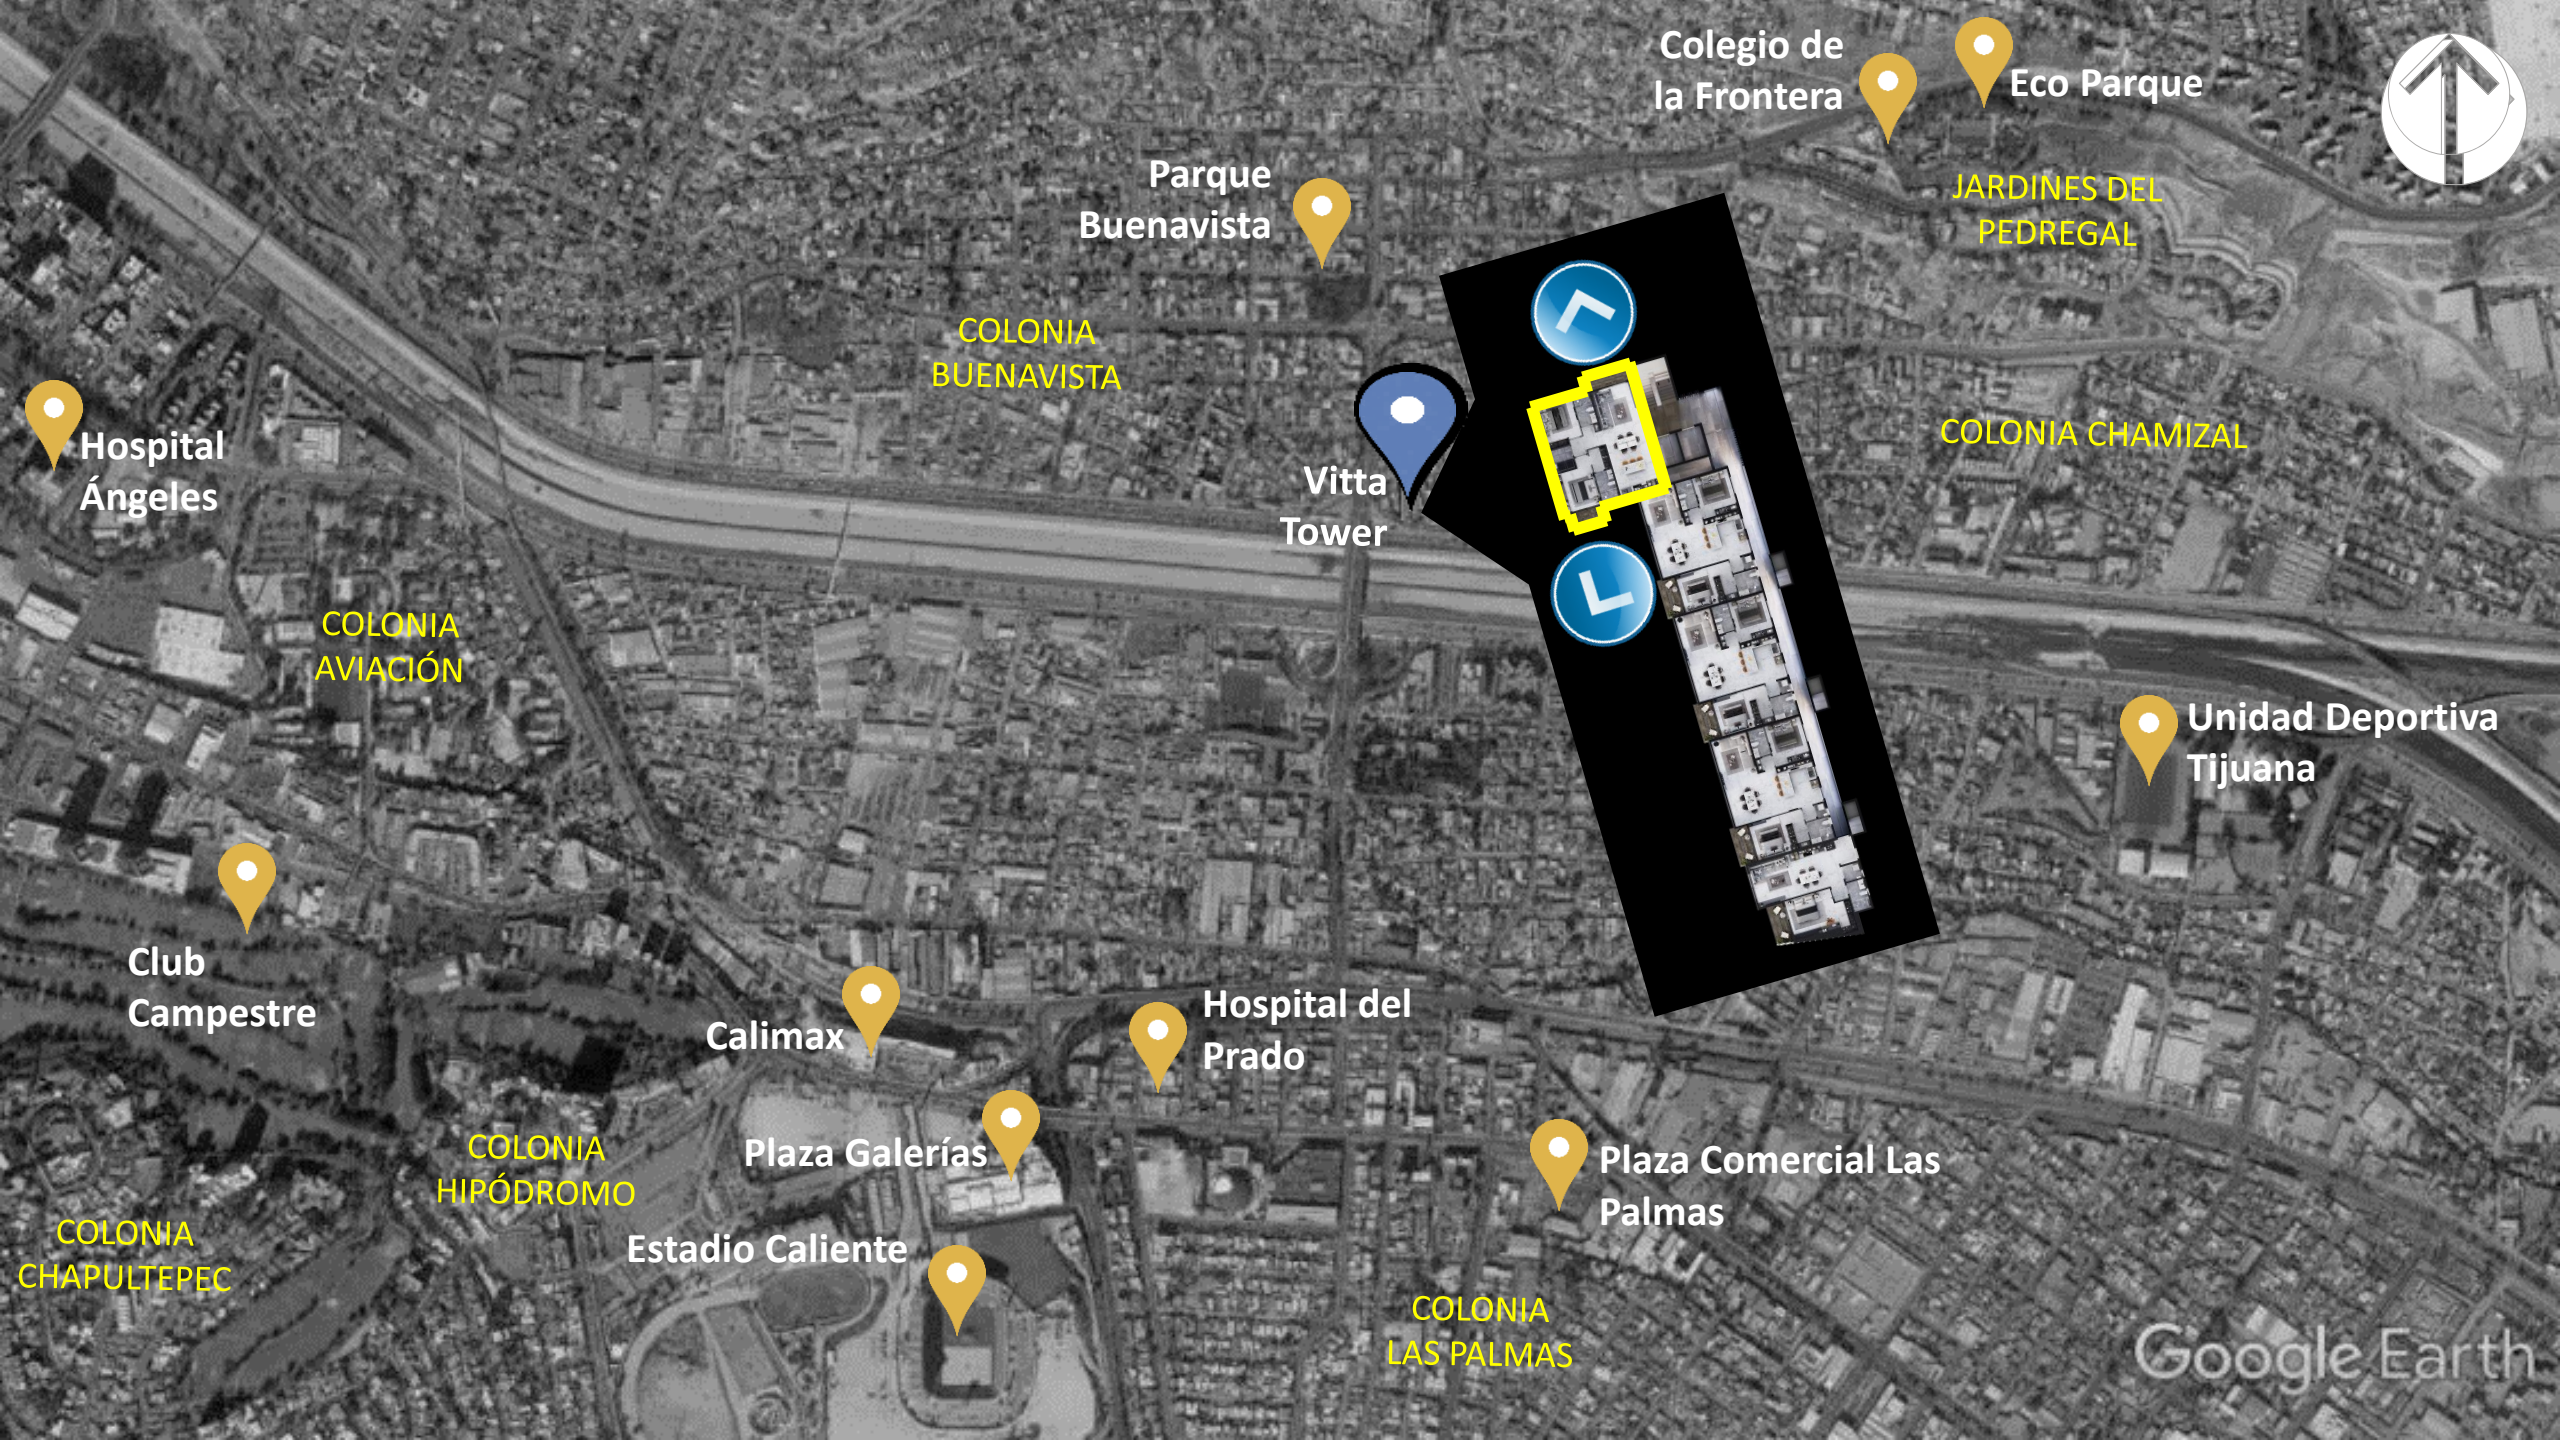 Colegio de
la Frontera
Eco Parque
Parque
Buenavista
JARDINES DEL
PEDREGAL
COLONIA
BUENAVISTA
COLONIA CHAMIZAL
Hospital
Ángeles
Vitta
Tower
COLONIA
AVIACIÓN
Unidad Deportiva
Tijuana
Club
Campestre
Calimax
Hospital del
Prado
COLONIA
HIPÓDROMO
Plaza Galerías
Plaza Comercial Las
Palmas
COLONIA
CHAPULTEPEC
Estadio Caliente
COLONIA
LAS PALMAS
Google Earth